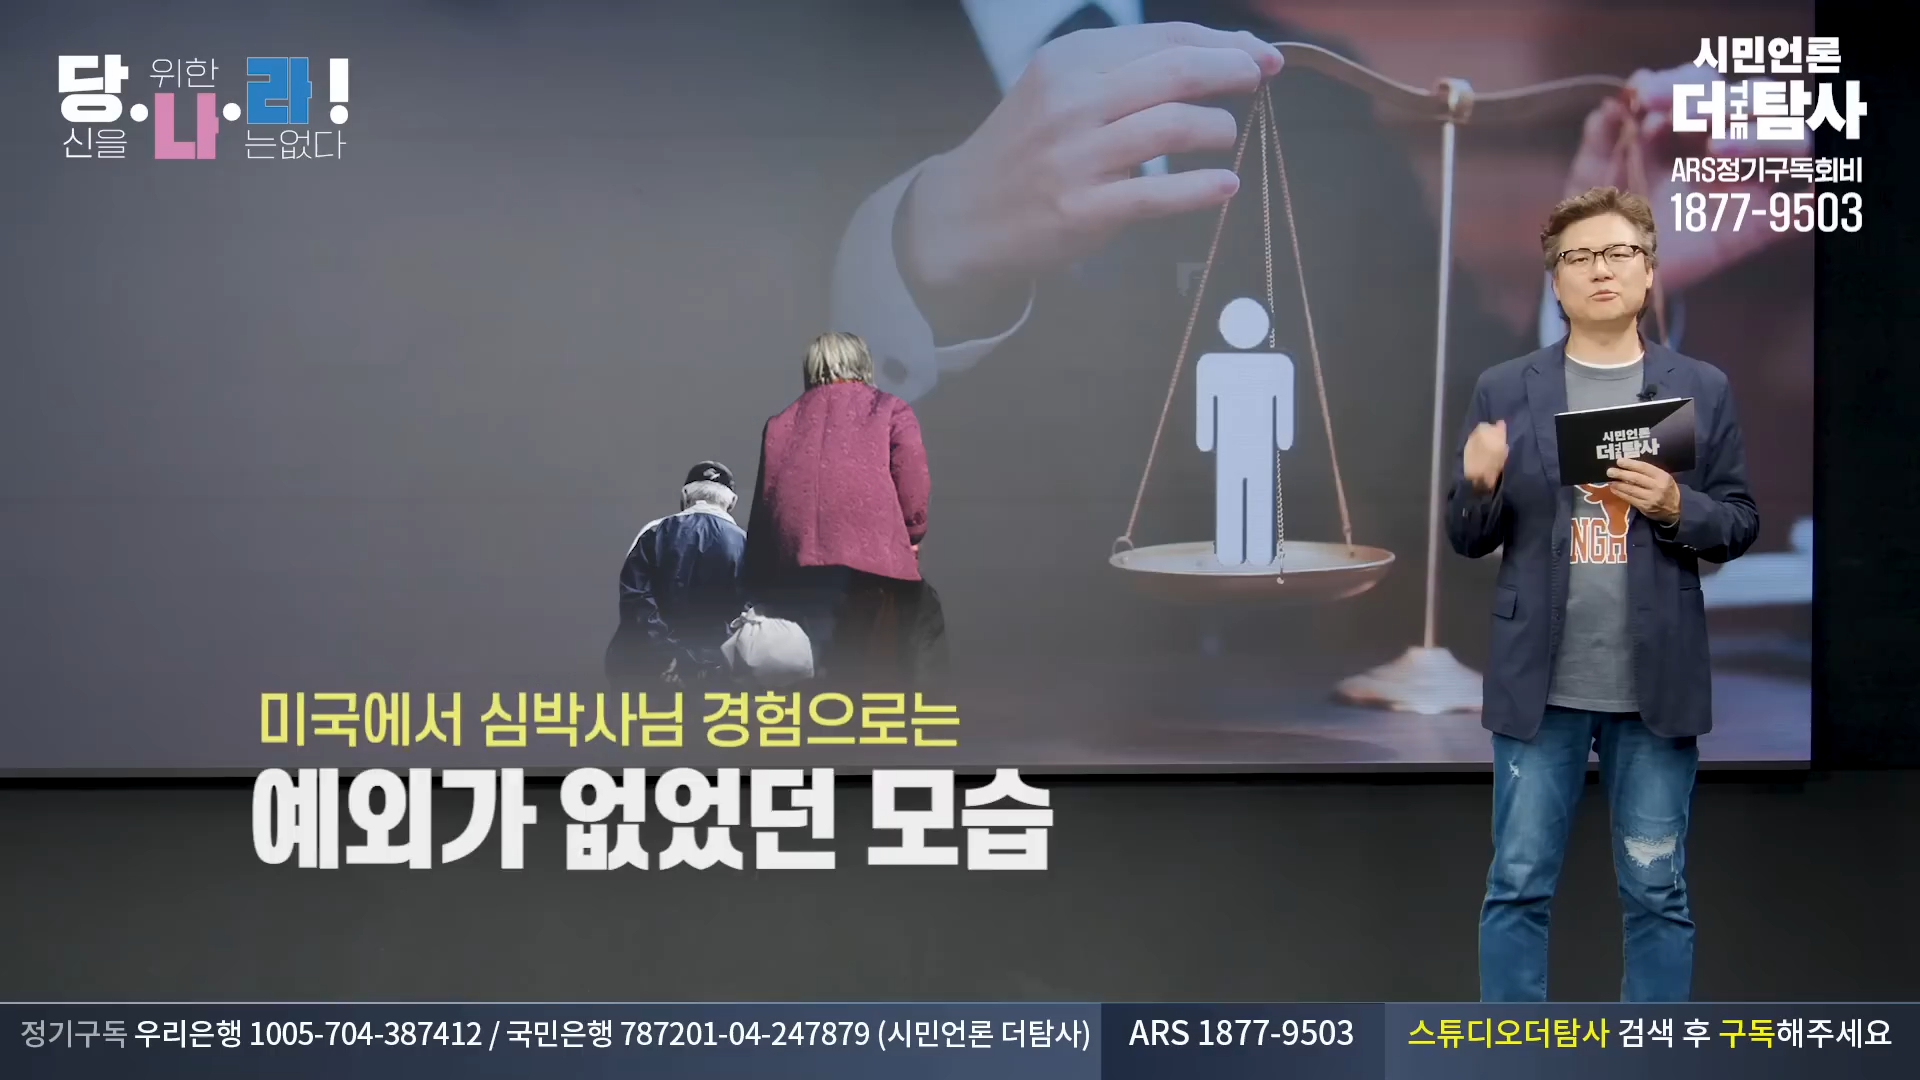 당.위한나.라!
신을 는없다
시민언론
더탐사
THE
ARS정기구독회비
1877-9503
시민언론
더탐사
NGH
미국에서 심박사님 경험으로는
예외가 없었던 모습
정기구독 우리은행 1005-704-387412 / 국민은행 787201-04-247879 (시민언론 더탐사)
ARS 1877-9503
스튜디오더탐사 검색 후 구독해주세요